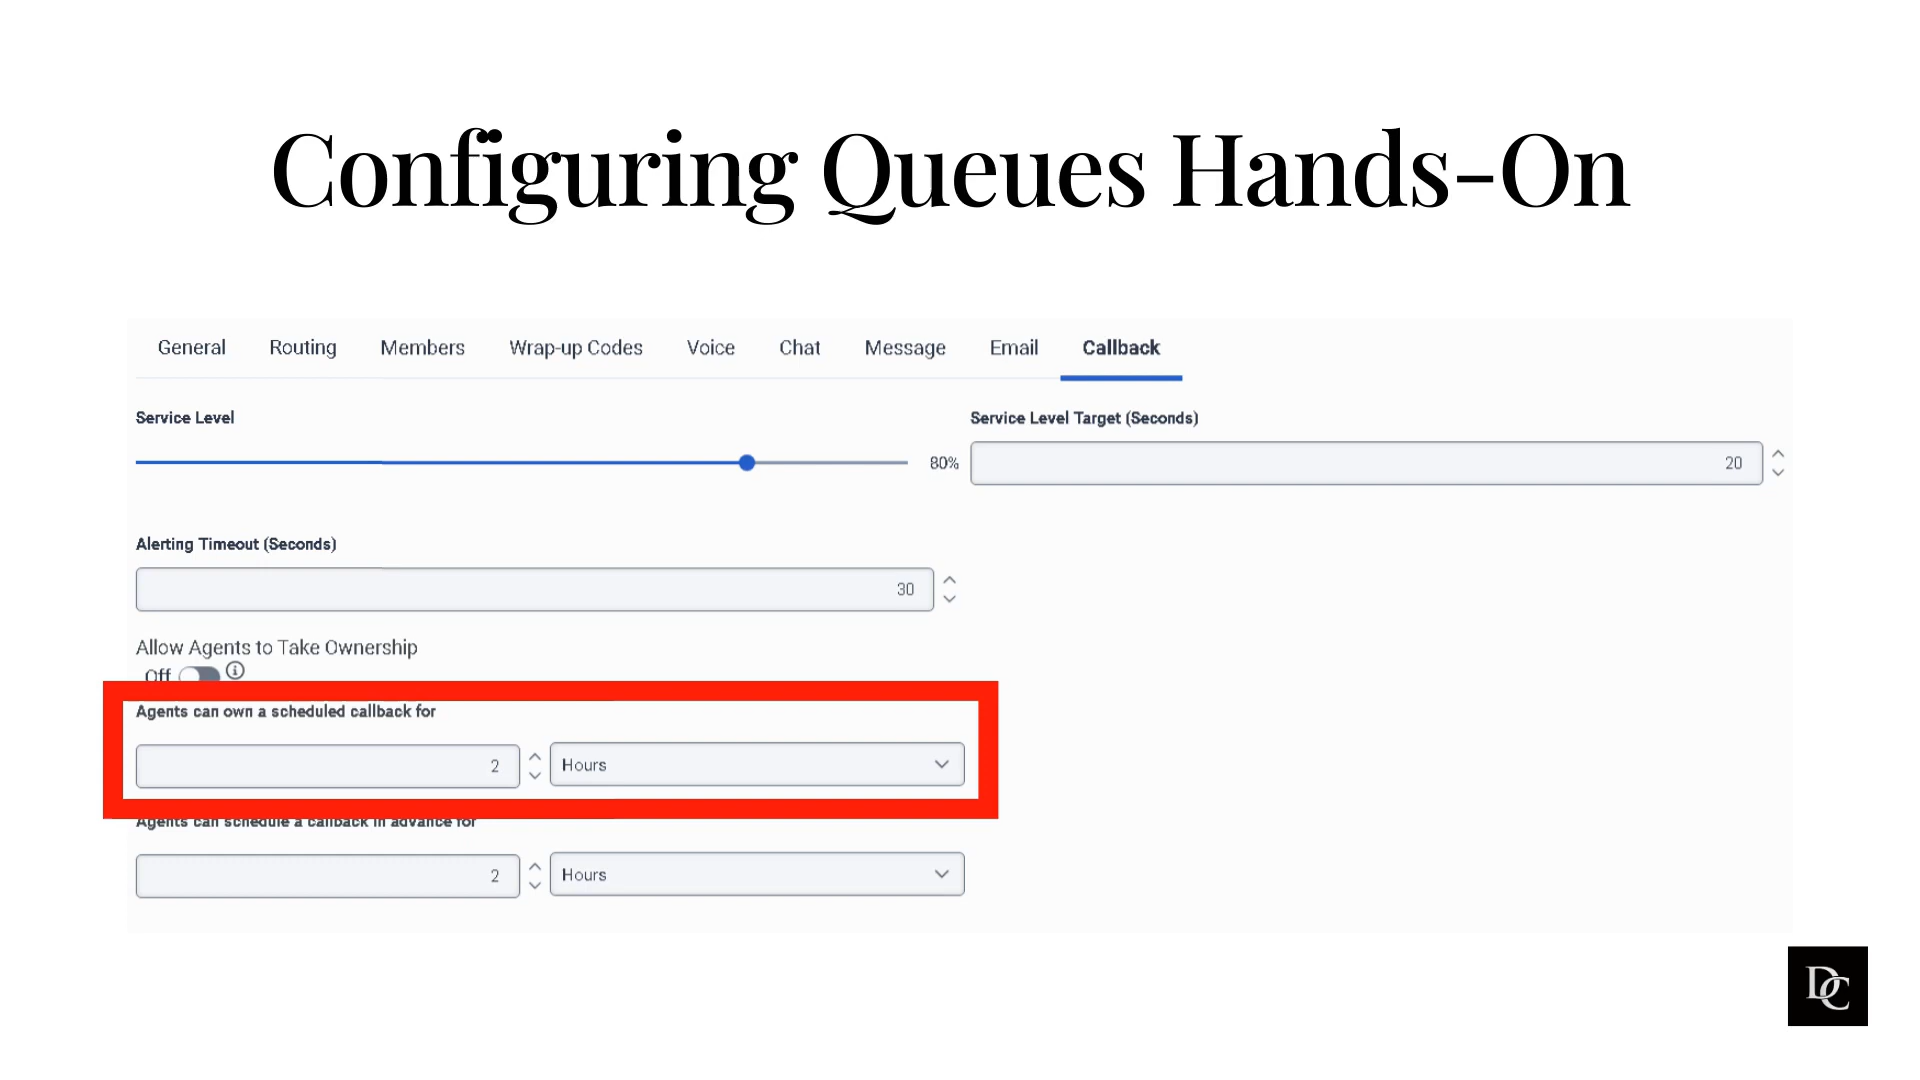 Configuring Queues Hands-On
General Routing Members Wrap-up Codes Voice Chat Message Email Callback
Service Level
Service Level Target (Seconds)
80%
20
Alerting Timeout (Seconds)
30
Allow Agents to Take Ownership
Off
Agents can own a scheduled callback for
2 Hours
Agents can schedule a callback in advance for
2 Hours
DC